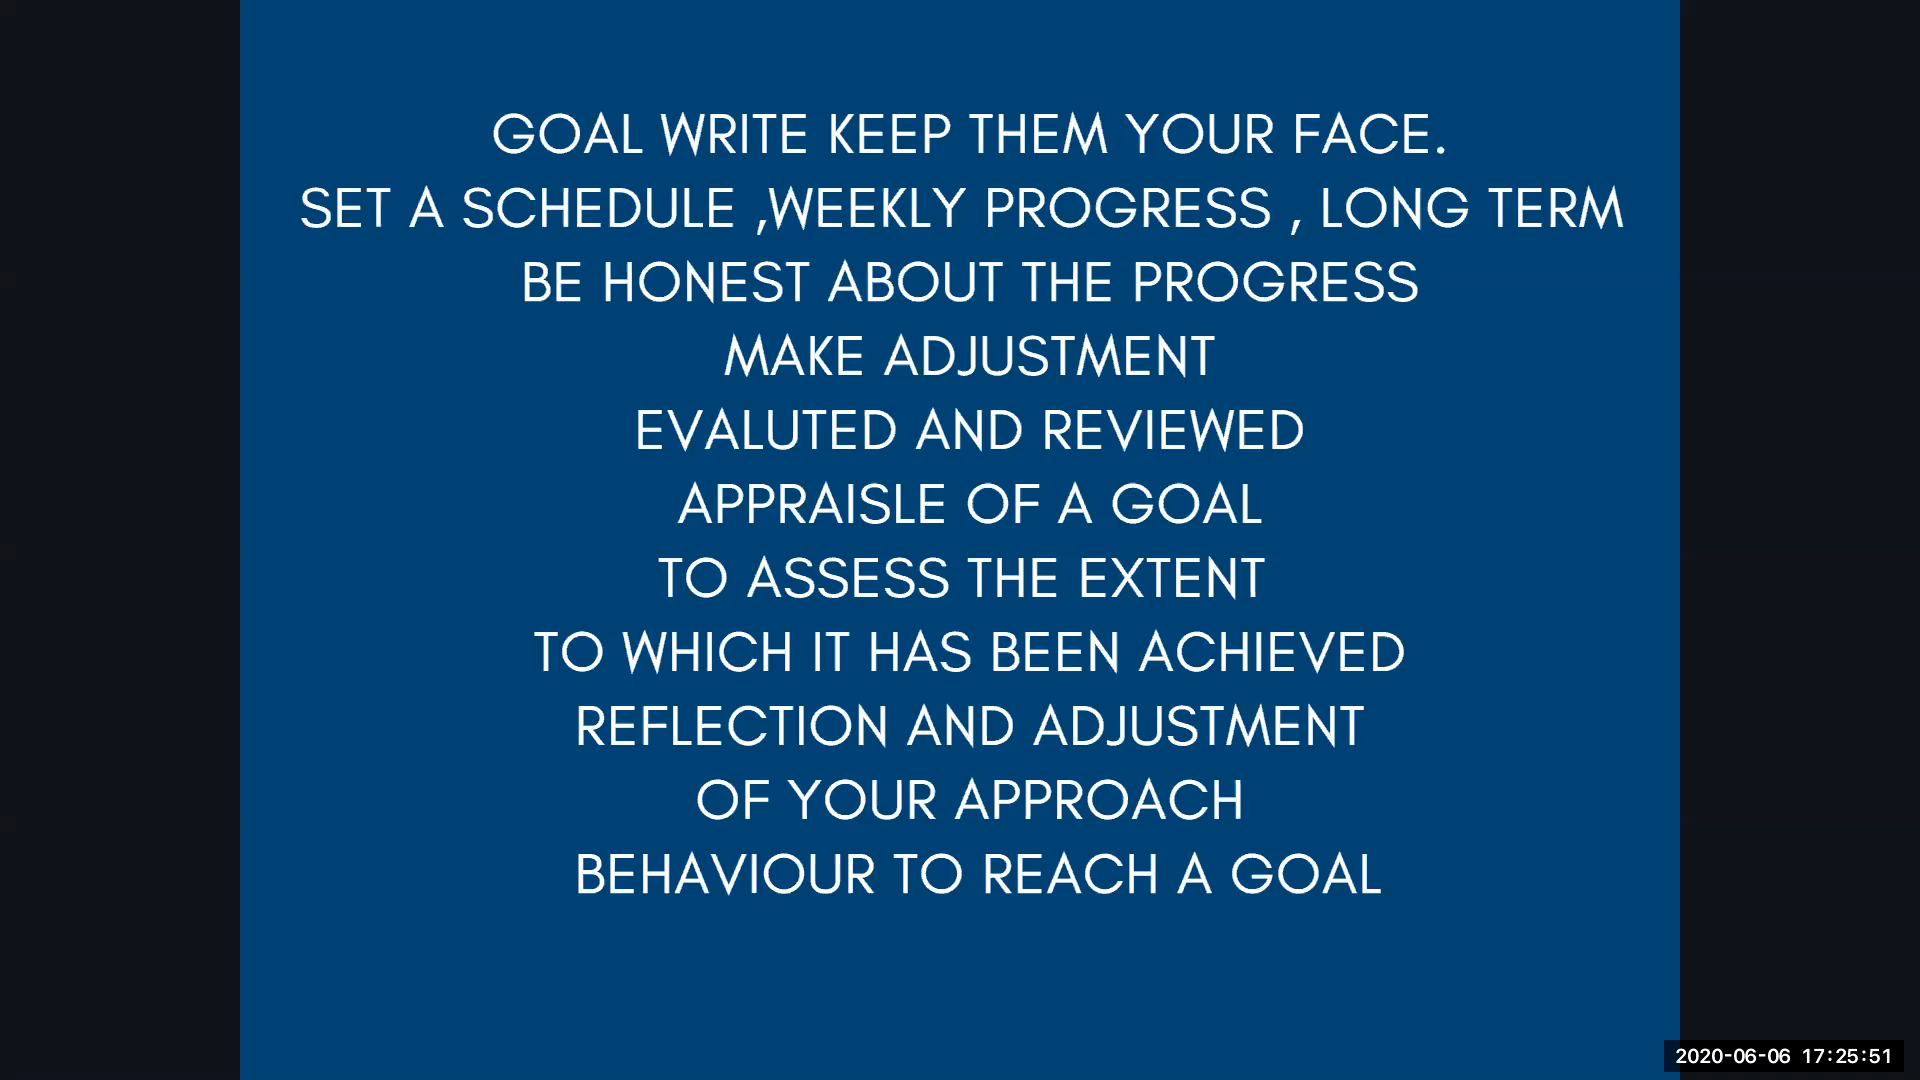 GOAL WRITE KEEP THEM YOUR FACE.
SET A SCHEDULE ,WEEKLY PROGRESS , LONG TERM
BE HONEST ABOUT THE PROGRESS
MAKE ADJUSTMENT
EVALUTED AND REVIEWED
APPRAISLE OF A GOAL
TO ASSESS THE EXTENT
TO WHICH IT HAS BEEN ACHIEVED
REFLECTION AND ADJUSTMENT
OF YOUR APPROACH
BEHAVIOUR TO REACH A GOAL
2020-06-06 17:25:51